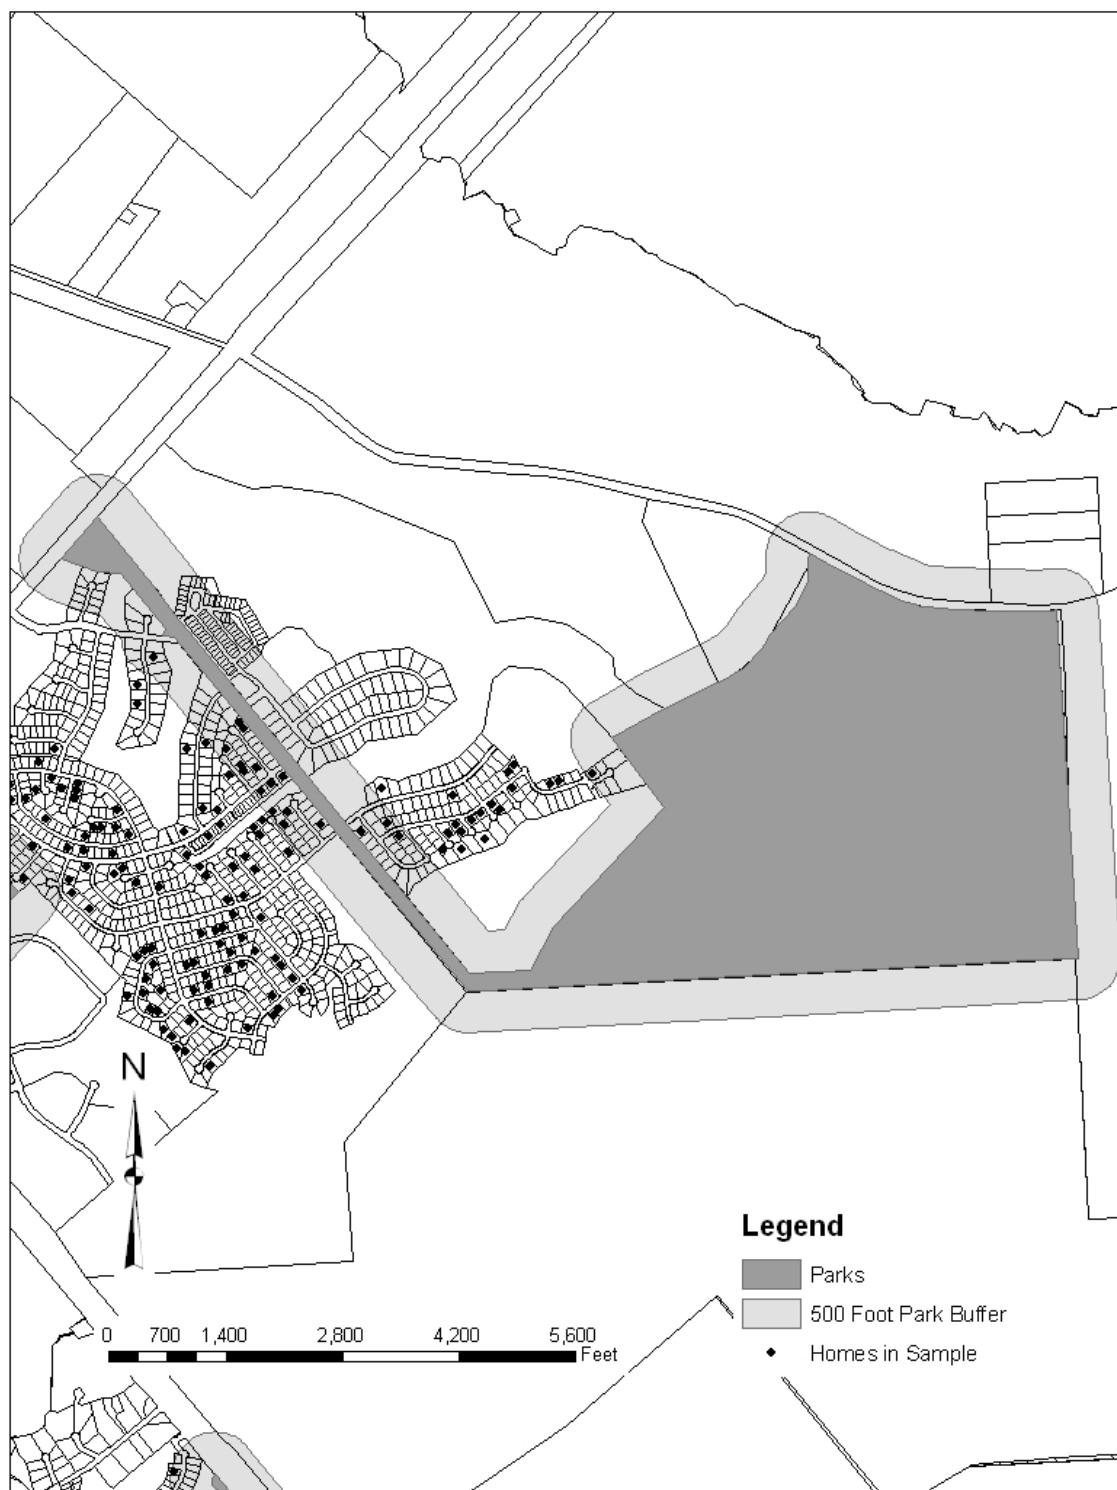 N
Legend
Parks
500 Foot Park Buffer
Homes in Sample
0 700 1,400 2,800 4,200 5,600
Feet